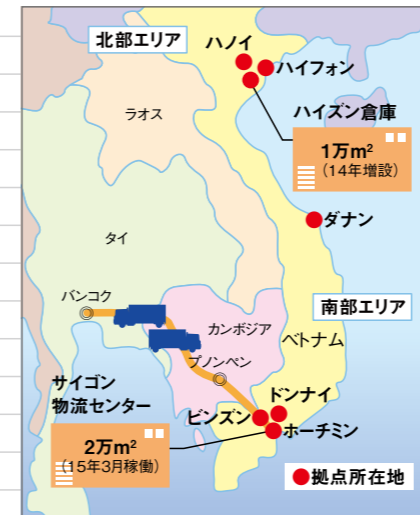 北部エリア
ハノイ
ハイフォン
ラオス
ハイズン倉庫
1万m²
（14年増設）
ダナン
タイ
バンコク
南部エリア
カンボジア
ベトナム
プノンペン
サイゴン
物流センター
ドンナイ
ビンズン
ホーチミン
2万m²
（15年3月稼働）
●拠点所在地